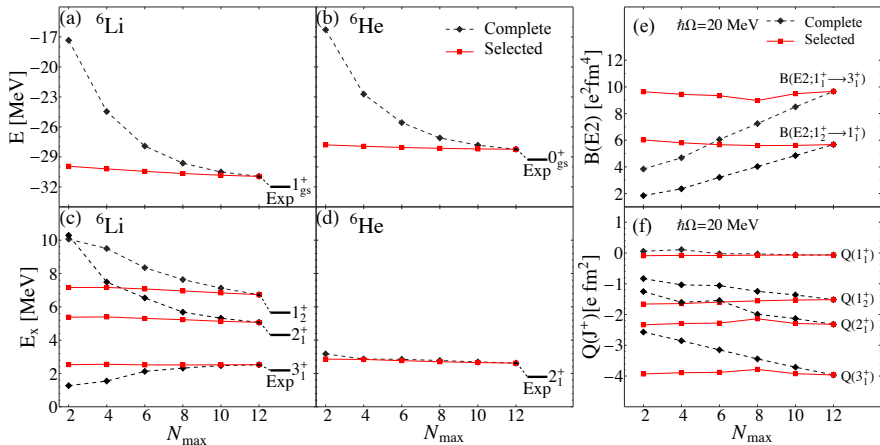 (a) ⁶Li
−17
−20
−23
−26
−29
−32
E [MeV]
1⁺gs
Exp
(b) ⁶He
Complete
Selected
0⁺gs
Exp
(c) ⁶Li
10
8
6
4
2
0
Eₓ [MeV]
1⁺₂
2⁺₁
3⁺₁
Exp
2 4 6 8 10 12
N_max
(d) ⁶He
2⁺₁
Exp
2 4 6 8 10 12
N_max
(e) ħΩ=20 MeV
Complete
Selected
10
8
6
4
2
B(E2) [e²fm⁴]
B(E2;1⁺₁→3⁺₁)
B(E2;1⁺₂→1⁺₁)
(f) ħΩ=20 MeV
1
0
−1
−2
−3
−4
Q(J⁺)[e fm²]
Q(1⁺₁)
Q(1⁺₂)
Q(2⁺₁)
Q(3⁺₁)
2 4 6 8 10 12
N_max